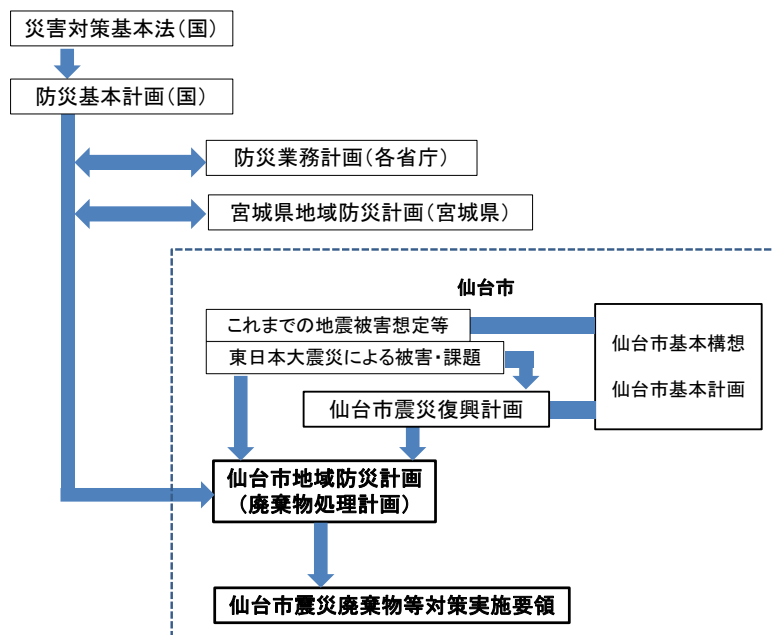 災害対策基本法（国）
防災基本計画（国）
防災業務計画（各省庁）
宮城県地域防災計画（宮城県）
仙台市
これまでの地震被害想定等
東日本大震災による被害・課題
仙台市基本構想
仙台市基本計画
仙台市震災復興計画
仙台市地域防災計画
（廃棄物処理計画）
仙台市震災廃棄物等対策実施要領